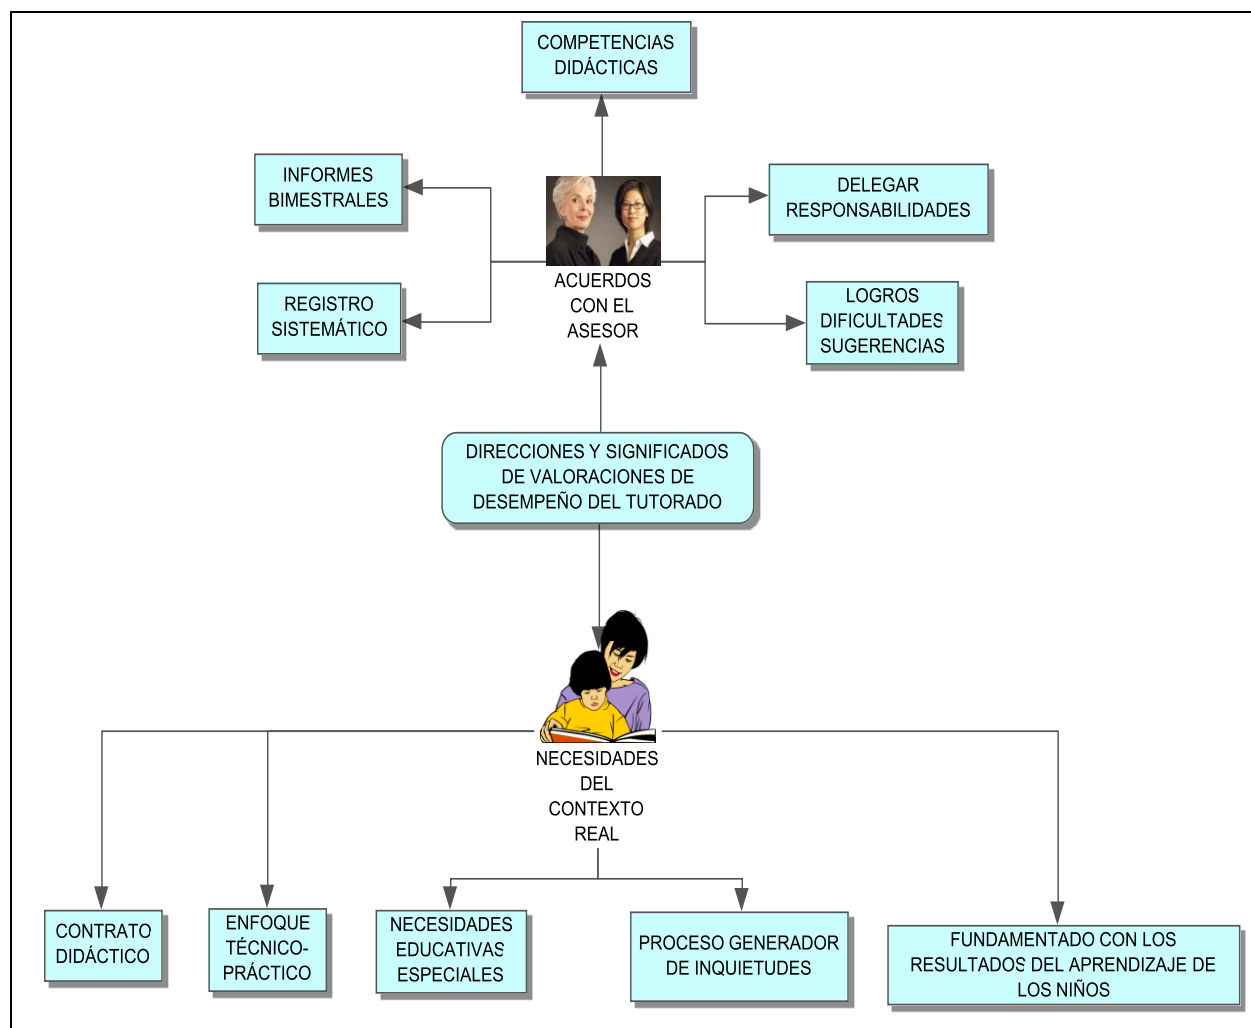 COMPETENCIAS
DIDÁCTICAS
INFORMES
BIMESTRALES
DELEGAR
RESPONSABILIDADES
REGISTRO
SISTEMÁTICO
ACUERDOS
CON EL
ASESOR
LOGROS
DIFICULTADES
SUGERENCIAS
DIRECCIONES Y SIGNIFICADOS
DE VALORACIONES DE
DESEMPEÑO DEL TUTORADO
NECESIDADES
DEL
CONTEXTO
REAL
CONTRATO
DIDÁCTICO
ENFOQUE
TÉCNICO-
PRÁCTICO
NECESIDADES
EDUCATIVAS
ESPECIALES
PROCESO GENERADOR
DE INQUIETUDES
FUNDAMENTADO CON LOS
RESULTADOS DEL APRENDIZAJE DE
LOS NIÑOS